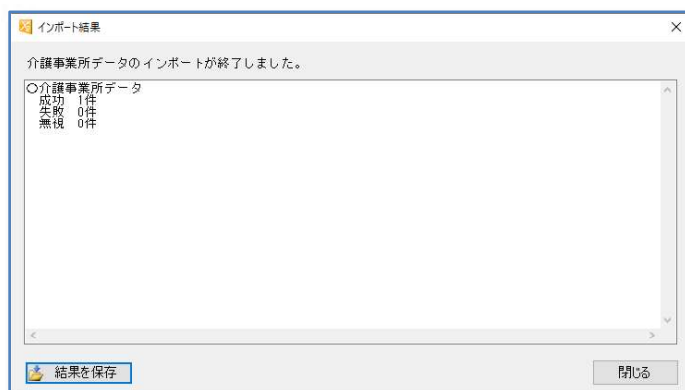 インポート結果
介護事業所データのインポートが終了しました。
○介護事業所データ
成功 1件
失敗 0件
無視 0件
結果を保存
閉じる